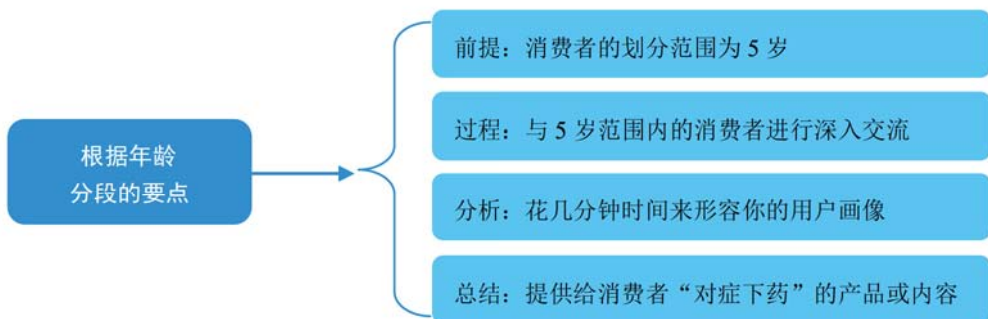 根据年龄
分段的要点
前提：消费者的划分范围为 5 岁
过程：与 5 岁范围内的消费者进行深入交流
分析：花几分钟时间来形容你的用户画像
总结：提供给消费者“对症下药”的产品或内容